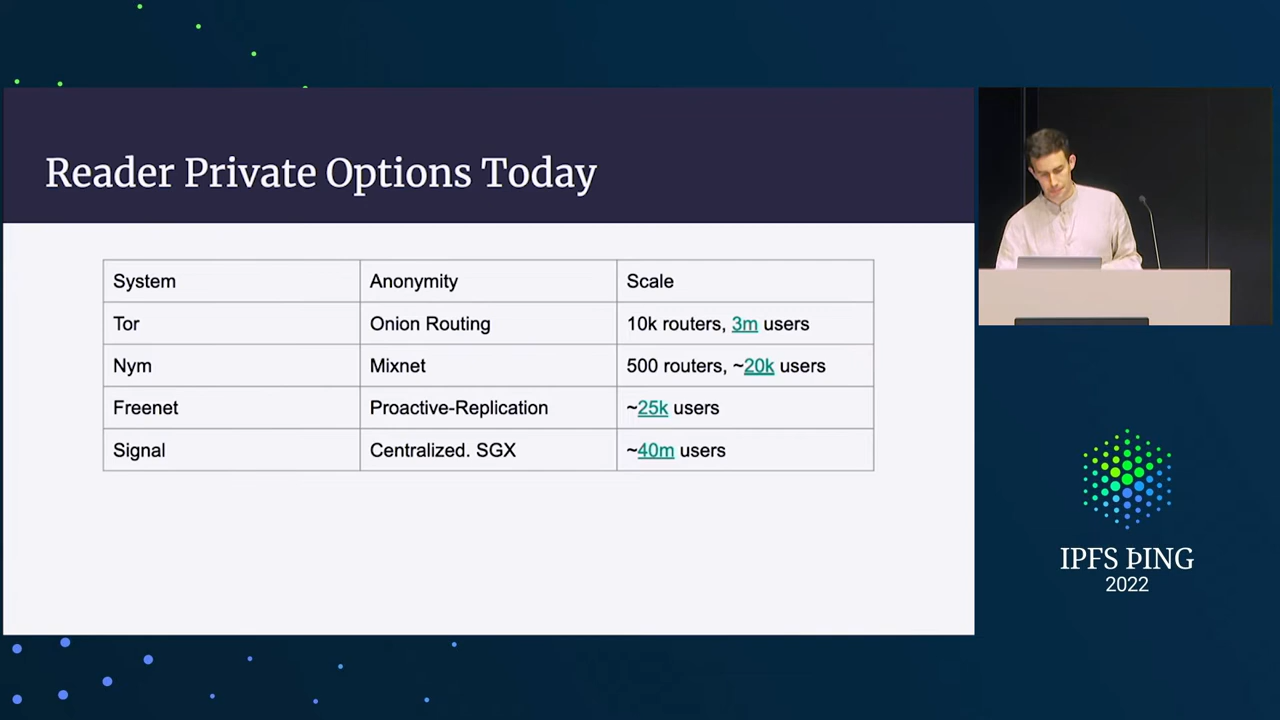 Reader Private Options Today
System Anonymity Scale
Tor Onion Routing 10k routers, 3m users
Nym Mixnet 500 routers, ~20k users
Freenet Proactive-Replication ~25k users
Signal Centralized. SGX ~40m users
IPFS ÞING
2022